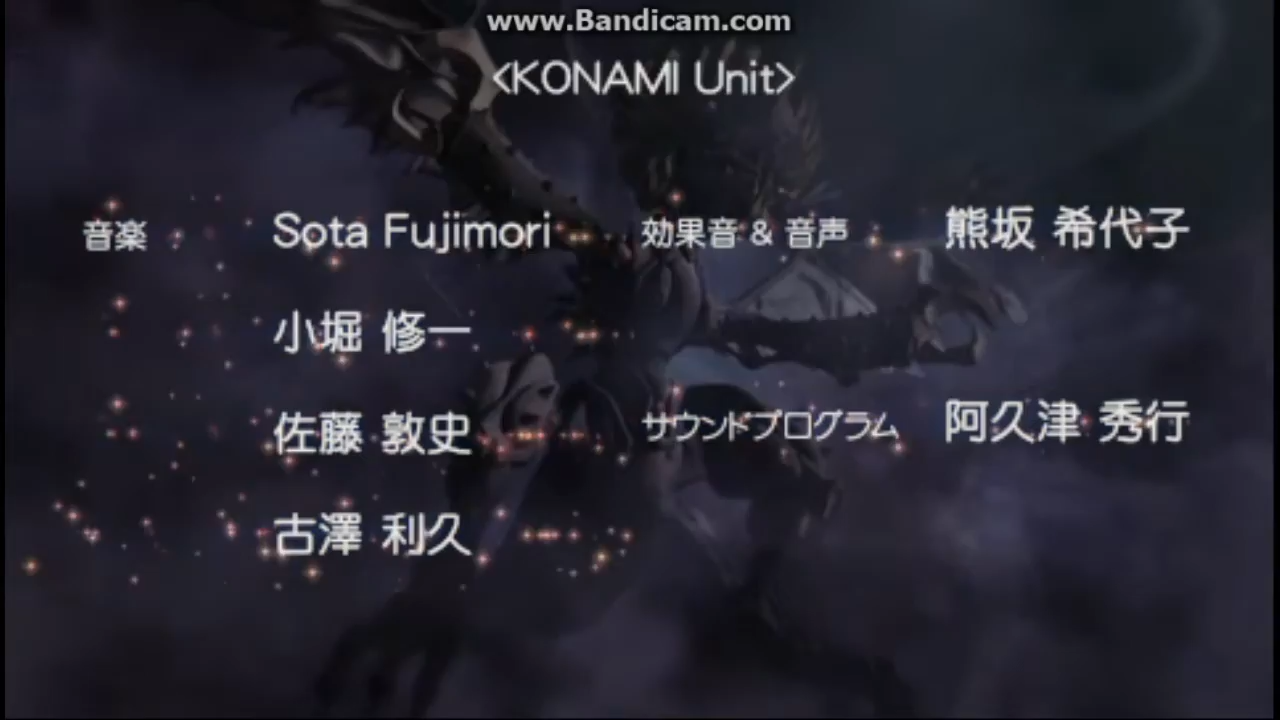 www.Bandicam.com
<KONAMI Unit>
音楽 Sota Fujimori
小堀 修一
佐藤 敦史
古澤 利久
効果音 & 音声 熊坂 希代子
サウンドプログラム 阿久津 秀行